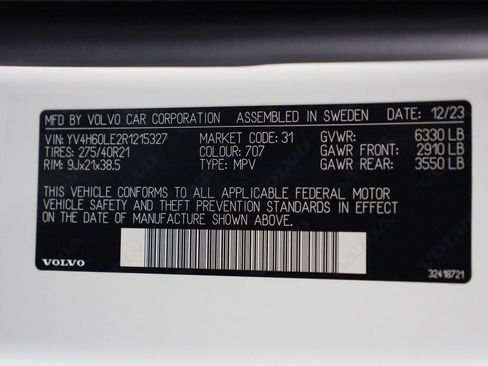 MFD BY VOLVO CAR CORPORATION ASSEMBLED IN SWEDEN DATE: 12/23
VIN: YV4H60LE2R1215327 MARKET CODE: 31 GVWR: 6330 LB
TIRES: 275/40R21 COLOUR: 707 GAWR FRONT: 2910 LB
RIM: 9Jx21x38.5 TYPE: MPV GAWR REAR: 3550 LB
THIS VEHICLE CONFORMS TO ALL APPLICABLE FEDERAL MOTOR
VEHICLE SAFETY AND THEFT PREVENTION STANDARDS IN EFFECT
ON THE DATE OF MANUFACTURE SHOWN ABOVE.
VOLVO
32418721